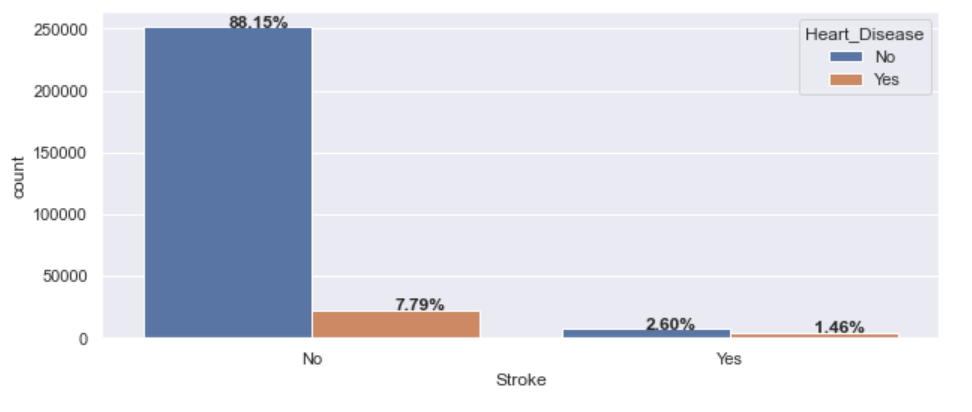 88.15%
250000
Heart_Disease
No
Yes
200000
150000
count
100000
50000
7.79%
2.60%
1.46%
0
No
Yes
Stroke